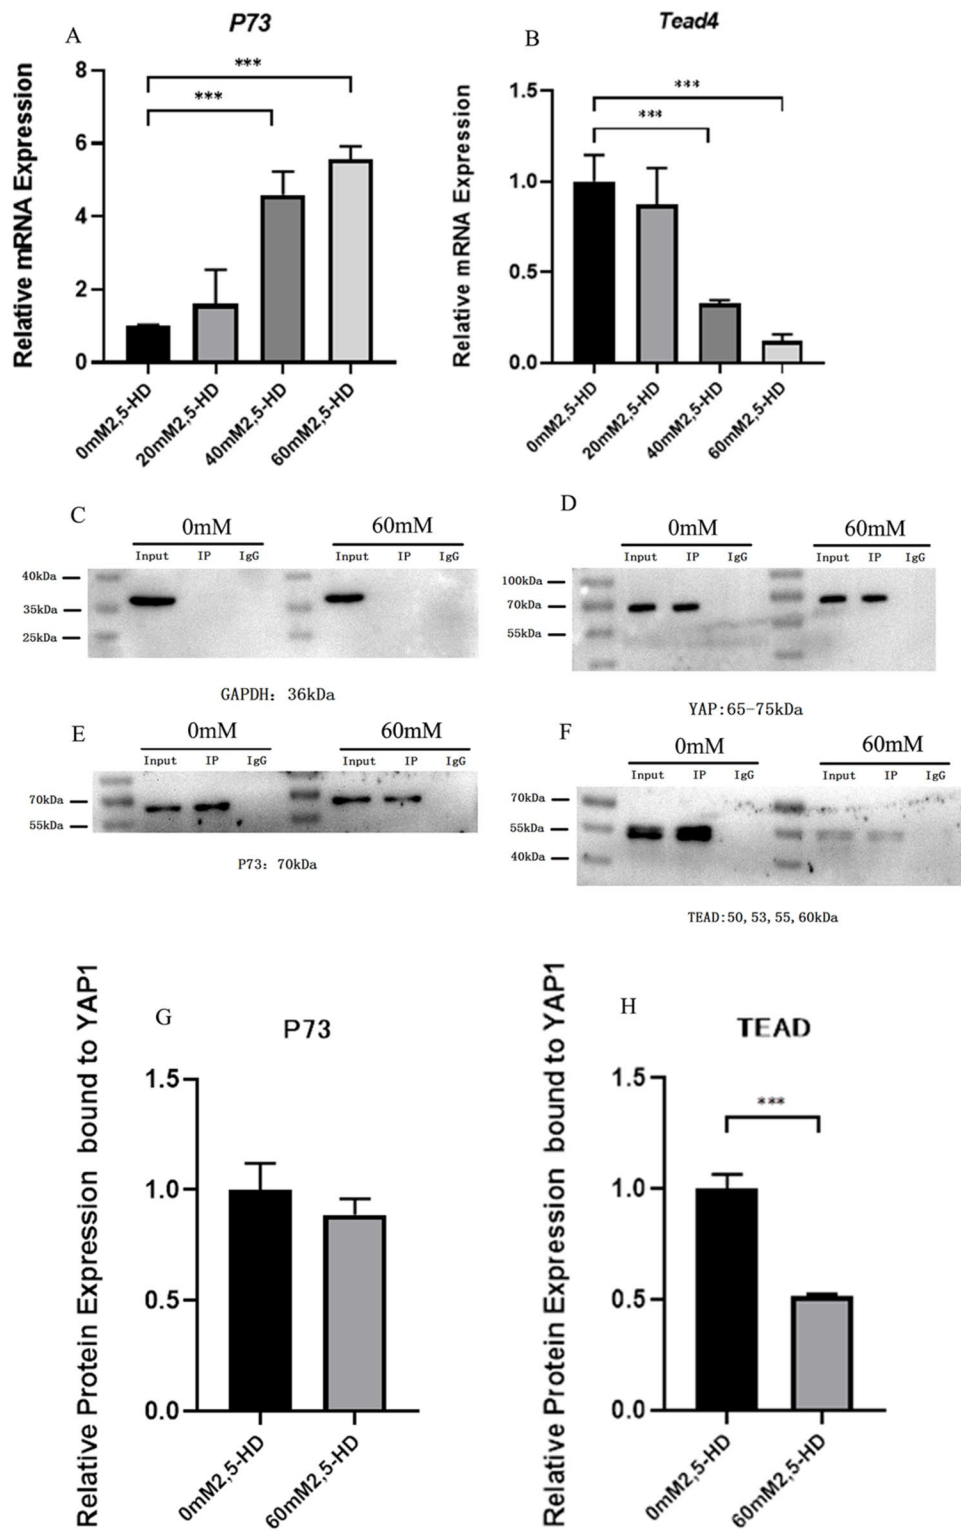 A
P73
Relative mRNA Expression
8
6
4
2
0
***
***
0mM2,5-HD
20mM2,5-HD
40mM2,5-HD
60mM2,5-HD
B
Tead4
Relative mRNA Expression
1.5
1.0
0.5
0.0
***
***
0mM2,5-HD
20mM2,5-HD
40mM2,5-HD
60mM2,5-HD
C
0mM
60mM
Input IP IgG
Input IP IgG
40kDa
35kDa
25kDa
GAPDH: 36kDa
D
0mM
60mM
Input IP IgG
Input IP IgG
100kDa
70kDa
55kDa
YAP:65-75kDa
E
0mM
60mM
Input IP IgG
Input IP IgG
70kDa
55kDa
P73: 70kDa
F
0mM
60mM
Input IP IgG
Input IP IgG
70kDa
55kDa
40kDa
TEAD:50,53,55,60kDa
G
P73
Relative Protein Expression bound to YAP1
1.5
1.0
0.5
0.0
0mM2,5-HD
60mM2,5-HD
H
TEAD
Relative Protein Expression bound to YAP1
1.5
1.0
0.5
0.0
***
0mM2,5-HD
60mM2,5-HD